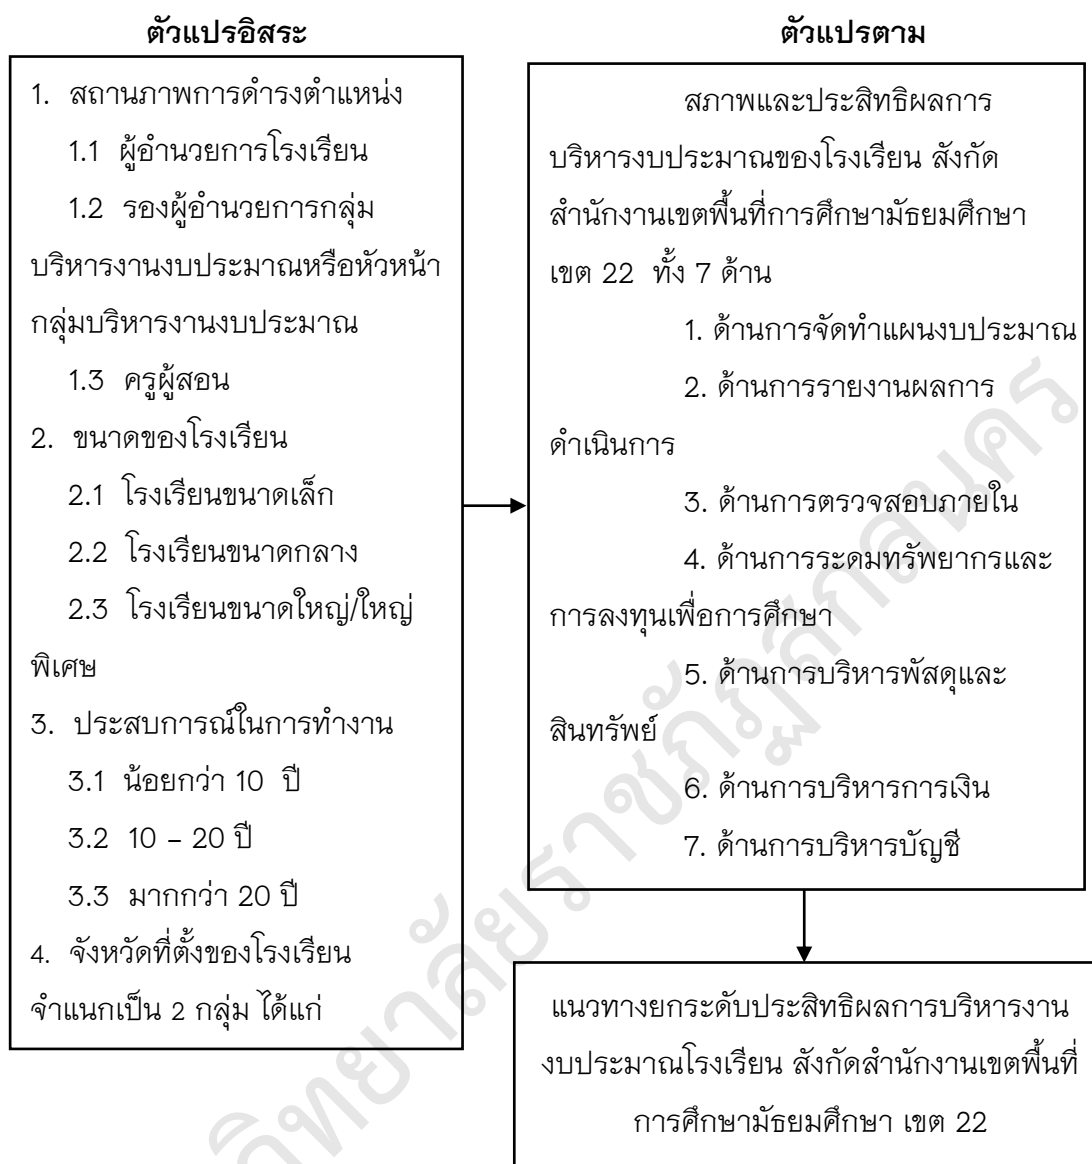 ตัวแปรอิสระ
1. สถานภาพการดำรงตำแหน่ง
1.1 ผู้อำนวยการโรงเรียน
1.2 รองผู้อำนวยการกลุ่ม
บริหารงานงบประมาณหรือหัวหน้า
กลุ่มบริหารงานงบประมาณ
1.3 ครูผู้สอน
2. ขนาดของโรงเรียน
2.1 โรงเรียนขนาดเล็ก
2.2 โรงเรียนขนาดกลาง
2.3 โรงเรียนขนาดใหญ่/ใหญ่
พิเศษ
3. ประสบการณ์ในการทำงาน
3.1 น้อยกว่า 10 ปี
3.2 10 – 20 ปี
3.3 มากกว่า 20 ปี
4. จังหวัดที่ตั้งของโรงเรียน
จำแนกเป็น 2 กลุ่ม ได้แก่
ตัวแปรตาม
สภาพและประสิทธิผลการ
บริหารงบประมาณของโรงเรียน สังกัด
สำนักงานเขตพื้นที่การศึกษามัธยมศึกษา
เขต 22 ทั้ง 7 ด้าน
1. ด้านการจัดทำแผนงบประมาณ
2. ด้านการรายงานผลการ
ดำเนินการ
3. ด้านการตรวจสอบภายใน
4. ด้านการระดมทรัพยากรและ
การลงทุนเพื่อการศึกษา
5. ด้านการบริหารพัสดุและ
สินทรัพย์
6. ด้านการบริหารการเงิน
7. ด้านการบริหารบัญชี
แนวทางยกระดับประสิทธิผลการบริหารงาน
งบประมาณโรงเรียน สังกัดสำนักงานเขตพื้นที่
การศึกษามัธยมศึกษา เขต 22
วิทยาลัยราชภัฏสกลนคร